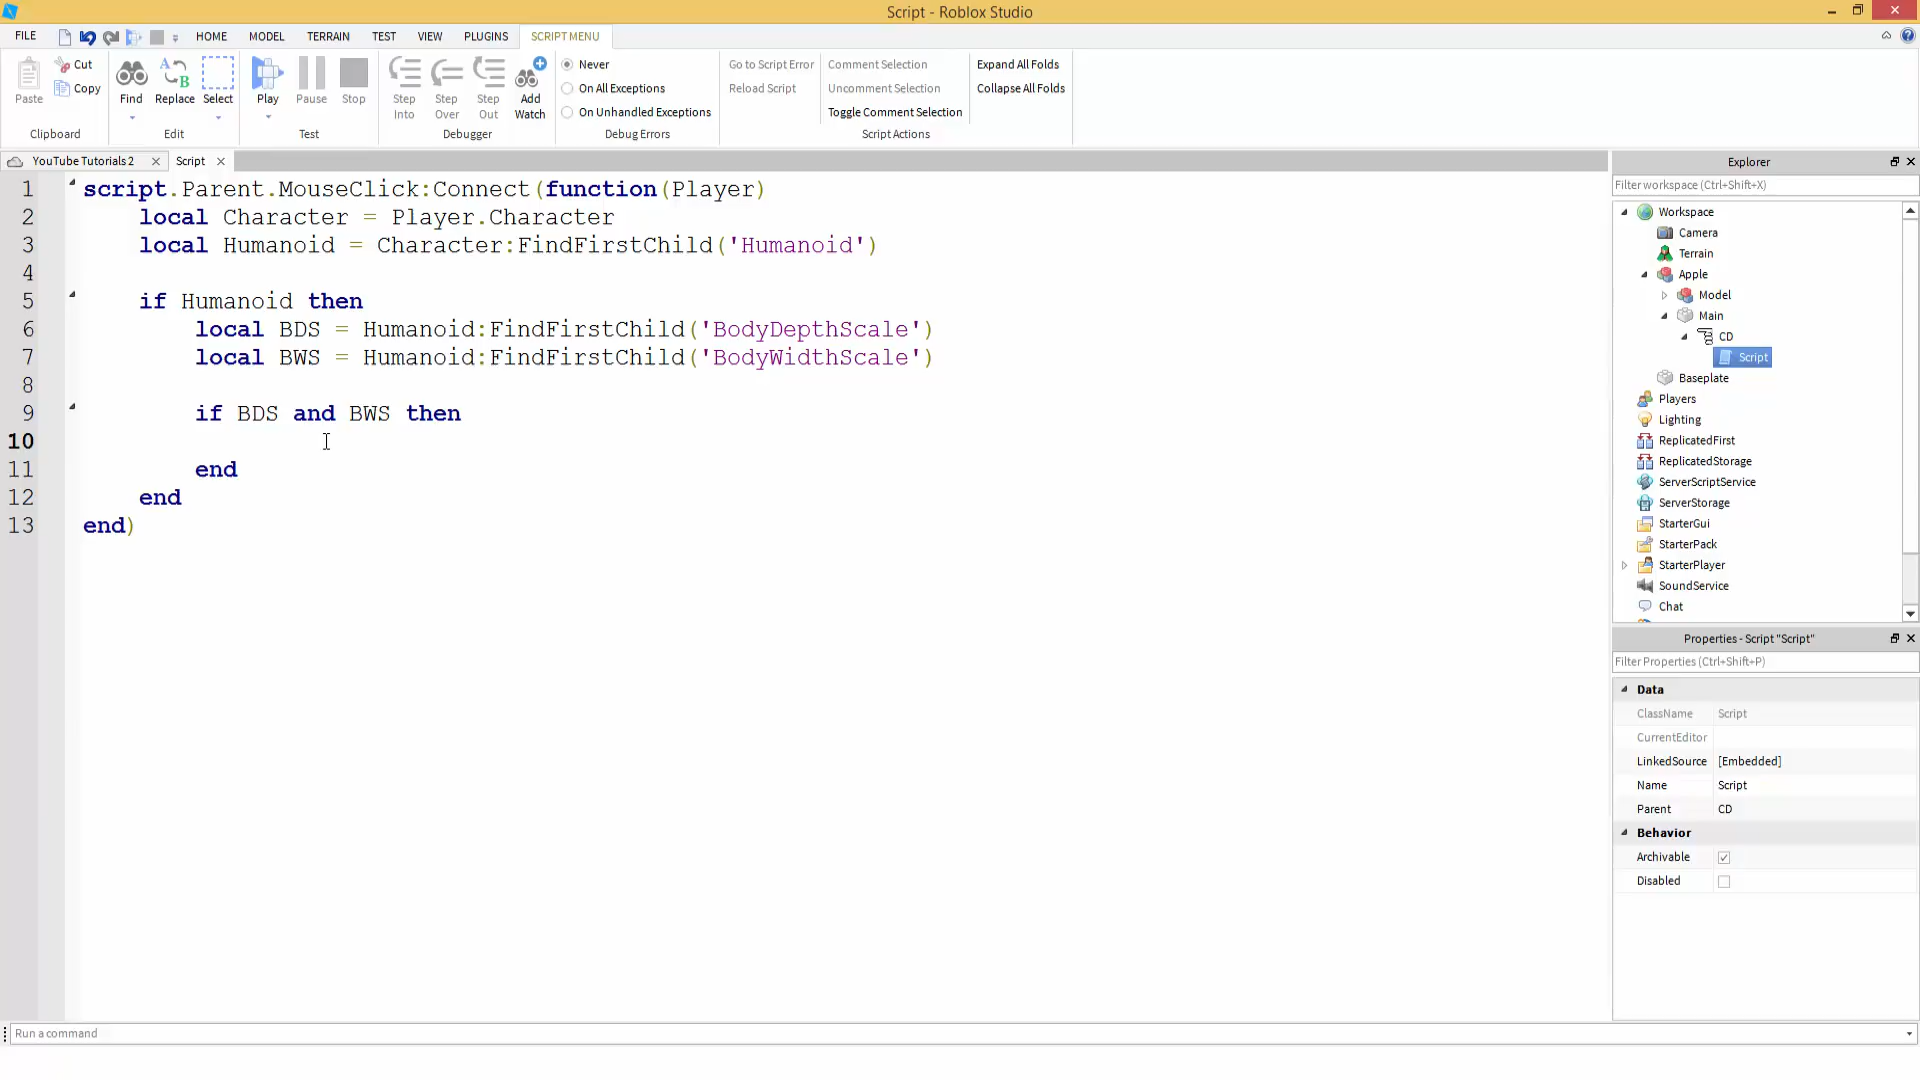 Script - Roblox Studio
FILE HOME MODEL TERRAIN TEST VIEW PLUGINS SCRIPT MENU
Paste
Cut
Copy
Clipboard
Find
Replace
Select
Edit
Play
Pause
Stop
Test
Step Into
Step Over
Step Out
Add Watch
Debugger
Never
On All Exceptions
On Unhandled Exceptions
Debug Errors
Go to Script Error
Reload Script
Comment Selection
Uncomment Selection
Toggle Comment Selection
Script Actions
Expand All Folds
Collapse All Folds
YouTube Tutorials 2
Script
1 script.Parent.MouseClick:Connect(function(Player)
2 local Character = Player.Character
3 local Humanoid = Character:FindFirstChild('Humanoid')
4
5 if Humanoid then
6 local BDS = Humanoid:FindFirstChild('BodyDepthScale')
7 local BWS = Humanoid:FindFirstChild('BodyWidthScale')
8
9 if BDS and BWS then
10
11 end
12 end
13 end)
Explorer
Filter workspace (Ctrl+Shift+X)
Workspace
Camera
Terrain
Apple
Model
Main
CD
Script
Baseplate
Players
Lighting
ReplicatedFirst
ReplicatedStorage
ServerScriptService
ServerStorage
StarterGui
StarterPack
StarterPlayer
SoundService
Chat
Properties - Script "Script"
Filter Properties (Ctrl+Shift+P)
Data
ClassName Script
CurrentEditor
LinkedSource [Embedded]
Name Script
Parent CD
Behavior
Archivable
Disabled
Run a command